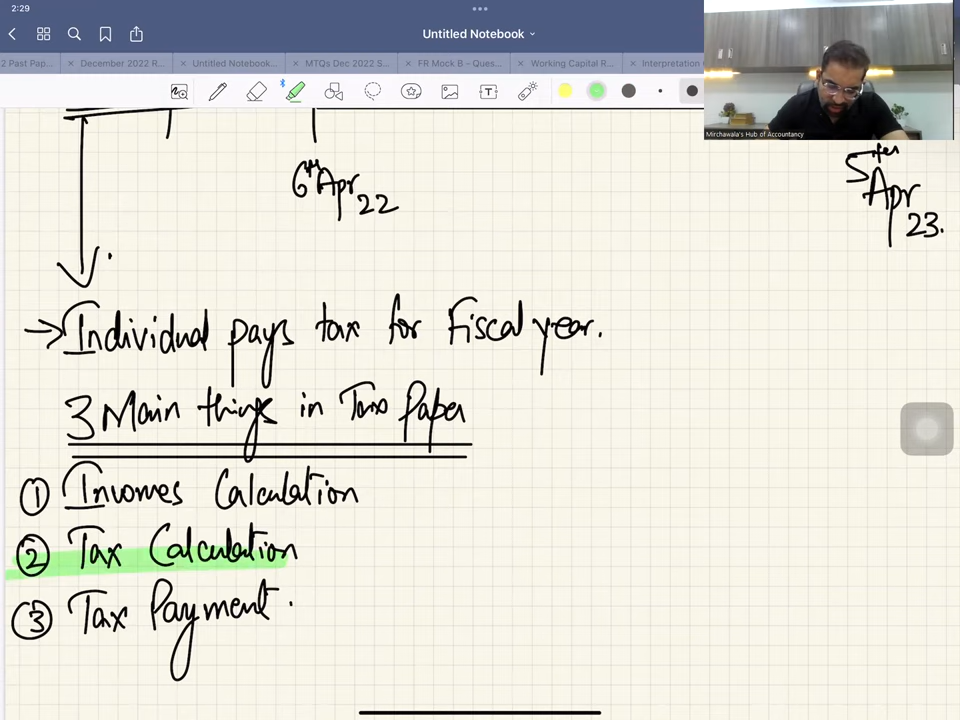 2:29
Untitled Notebook
2 Past Pap...
× December 2022 R...
× Untitled Notebook...
× MTQs Dec 2022 S...
× FR Mock B – Ques...
× Working Capital R...
× Interpretation
Mirchawala's Hub of Accountancy
6th Apr 22
5th Apr 23.
→ Individual pays tax for Fiscal year.
3 Main things in Tax Paper
① Incomes Calculation
② Tax Calculation
③ Tax Payment.